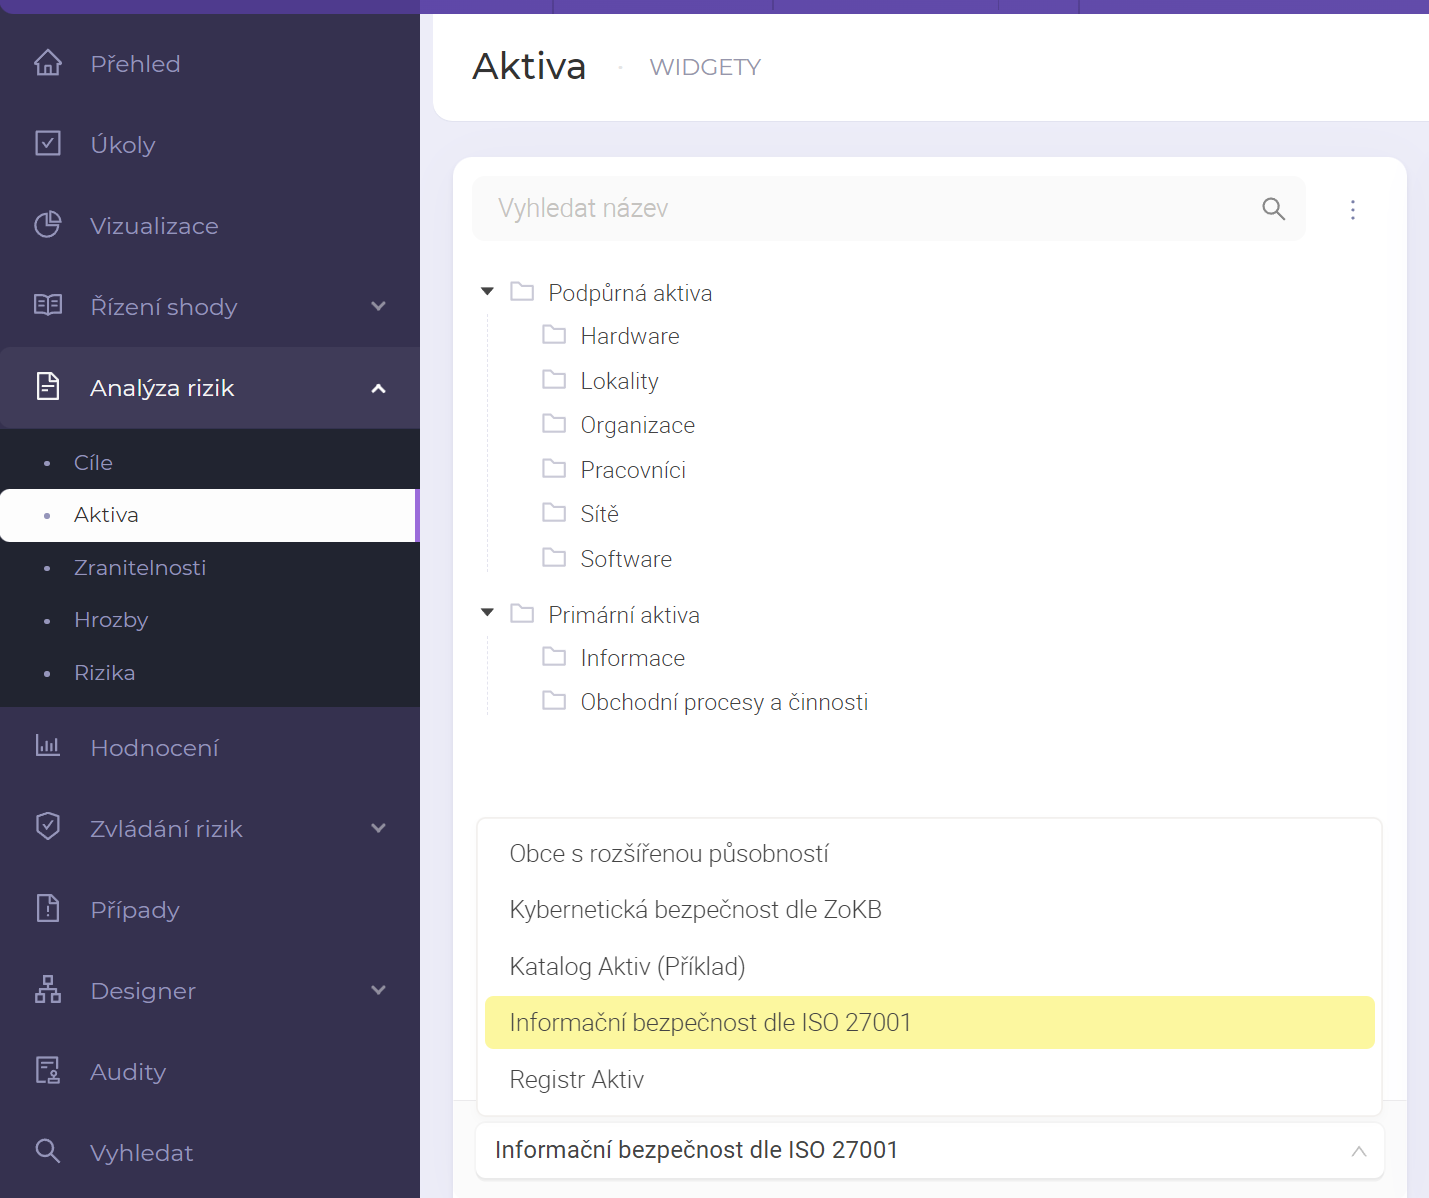 Přehled
Úkoly
Vizualizace
Řízení shody
Analýza rizik
Cíle
Aktiva
Zranitelnosti
Hrozby
Rizika
Hodnocení
Zvládání rizik
Případy
Designer
Audity
Vyhledat
Aktiva · WIDGETY
Vyhledat název
Podpůrná aktiva
Hardware
Lokality
Organizace
Pracovníci
Sítě
Software
Primární aktiva
Informace
Obchodní procesy a činnosti
Obce s rozšířenou působností
Kybernetická bezpečnost dle ZoKB
Katalog Aktiv (Příklad)
Informační bezpečnost dle ISO 27001
Registr Aktiv
Informační bezpečnost dle ISO 27001